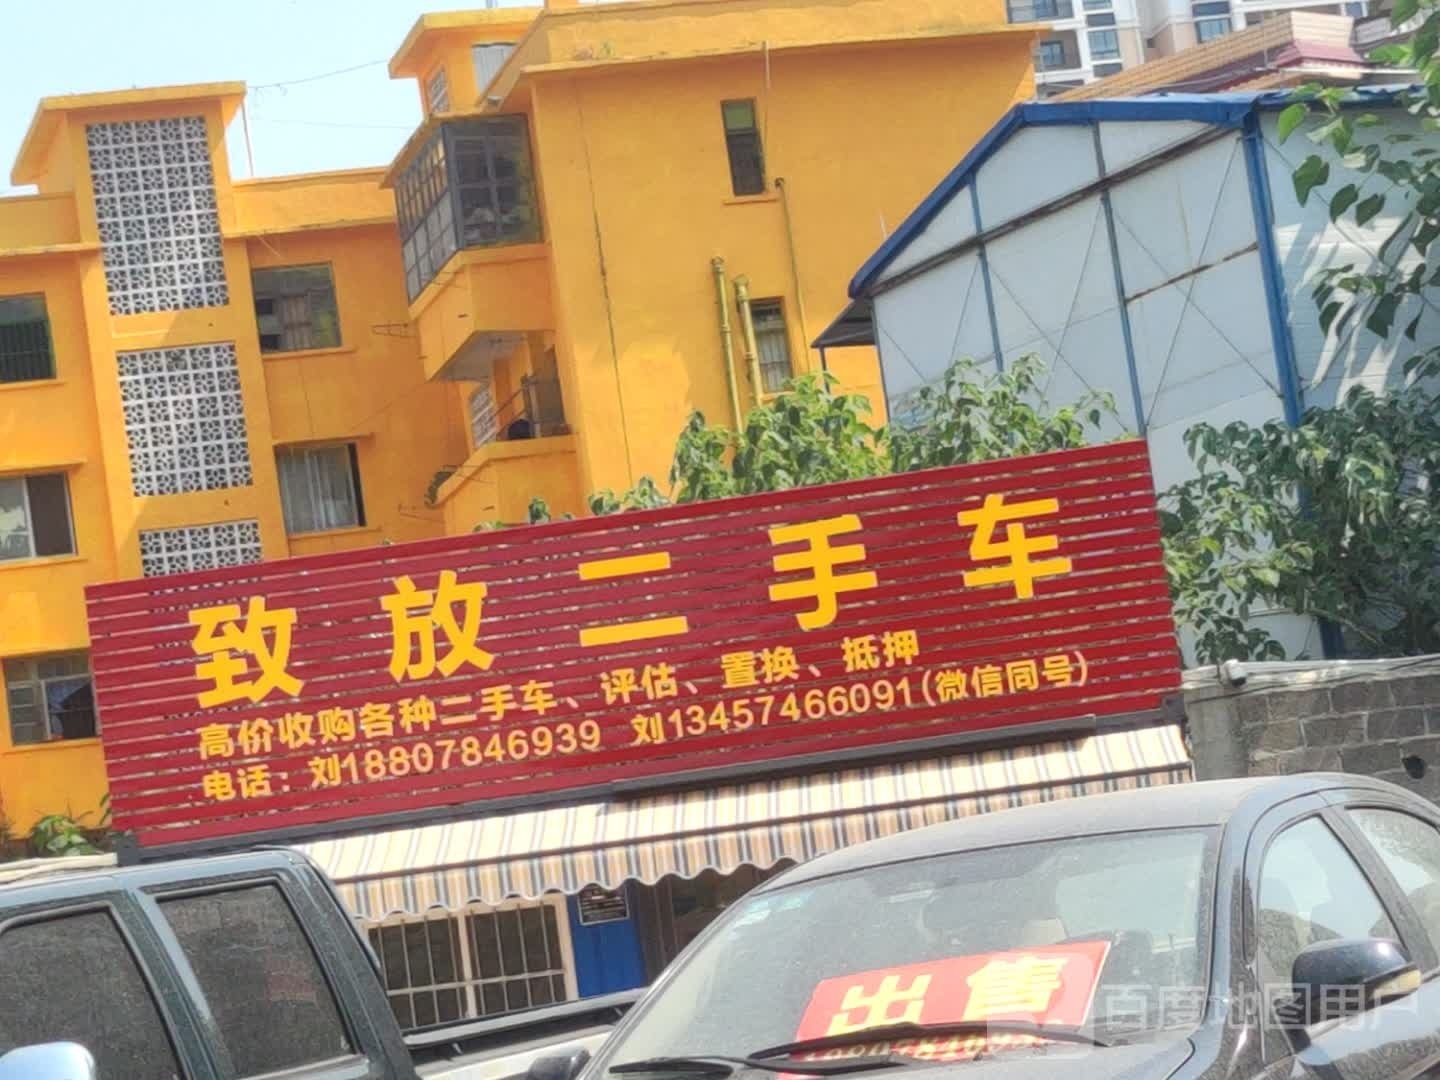 致放二手车
高价收购各种二手车、评估、置换、抵押
电话：刘18807846939 刘13457466091(微信同号)
出售
百度地图用户